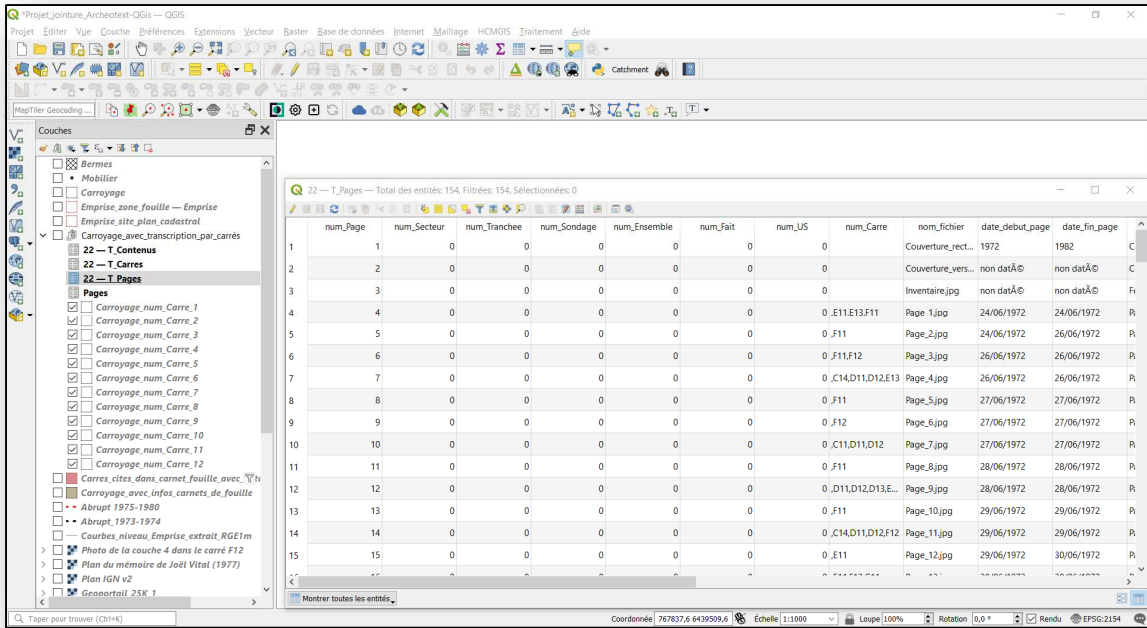 *Projet_jointure_Archeotext-QGis — QGIS
Projet Éditer Vue Couche Préférences Extensions Vecteur Raster Base de données Internet Maillage HCMGIS Traitement Aide
Catchment
MapTiler Geocoding ...
Couches
Bermes
Mobilier
Carroyage
Emprise_zone_fouille — Emprise
Emprise_site_plan_cadastral
Carroyage_avec_transcription_par_carrés
22 — T_Contenus
22 — T_Carres
22 — T_Pages
Pages
Carroyage_num_Carre_1
Carroyage_num_Carre_2
Carroyage_num_Carre_3
Carroyage_num_Carre_4
Carroyage_num_Carre_5
Carroyage_num_Carre_6
Carroyage_num_Carre_7
Carroyage_num_Carre_8
Carroyage_num_Carre_9
Carroyage_num_Carre_10
Carroyage_num_Carre_11
Carroyage_num_Carre_12
Carres_cites_dans_carnet_fouille_avec_
Carroyage_avec_infos_carnets_de_fouille
Abrupt 1975-1980
Abrupt_1973-1974
Courbes_niveau_Emprise_extrait_RGE1m
Photo de la couche 4 dans le carré F12
Plan du mémoire de Joël Vital (1977)
Plan IGN v2
Geoportail 25K 1
22 — T_Pages — Total des entités: 154, Filtrées: 154, Sélectionnées: 0
num_Page num_Secteur num_Tranchee num_Sondage num_Ensemble num_Fait num_US num_Carre nom_fichier date_debut_page date_fin_page
1 1 0 0 0 0 0 0 Couverture_rect... 1972 1982 C
2 2 0 0 0 0 0 0 Couverture_vers... non datÃ© non datÃ© C
3 3 0 0 0 0 0 0 Inventaire.jpg non datÃ© non datÃ© Fe
4 4 0 0 0 0 0 0 ,E11,E13,F11 Page_1.jpg 24/06/1972 24/06/1972 Pa
5 5 0 0 0 0 0 0 ,F11 Page_2.jpg 24/06/1972 24/06/1972 Pa
6 6 0 0 0 0 0 0 ,F11,F12 Page_3.jpg 26/06/1972 26/06/1972 Pa
7 7 0 0 0 0 0 0 ,C14,D11,D12,E13 Page_4.jpg 26/06/1972 26/06/1972 Pa
8 8 0 0 0 0 0 0 ,F11 Page_5.jpg 27/06/1972 27/06/1972 Pa
9 9 0 0 0 0 0 0 ,F12 Page_6.jpg 27/06/1972 27/06/1972 Pa
10 10 0 0 0 0 0 0 ,C11,D11,D12 Page_7.jpg 27/06/1972 27/06/1972 Pa
11 11 0 0 0 0 0 0 ,F11 Page_8.jpg 28/06/1972 28/06/1972 Pa
12 12 0 0 0 0 0 0 ,D11,D12,D13,E... Page_9.jpg 28/06/1972 28/06/1972 Pa
13 13 0 0 0 0 0 0 ,F11 Page_10.jpg 29/06/1972 29/06/1972 Pa
14 14 0 0 0 0 0 0 ,C14,D11,D12,F12 Page_11.jpg 29/06/1972 29/06/1972 Pa
15 15 0 0 0 0 0 0 ,E11 Page_12.jpg 29/06/1972 30/06/1972 Pa
Montrer toutes les entités
Taper pour trouver (Ctrl+K) Coordonnée 767837,6 6439509,6 Échelle 1:1000 Loupe 100% Rotation 0,0 ° Rendu EPSG:2154